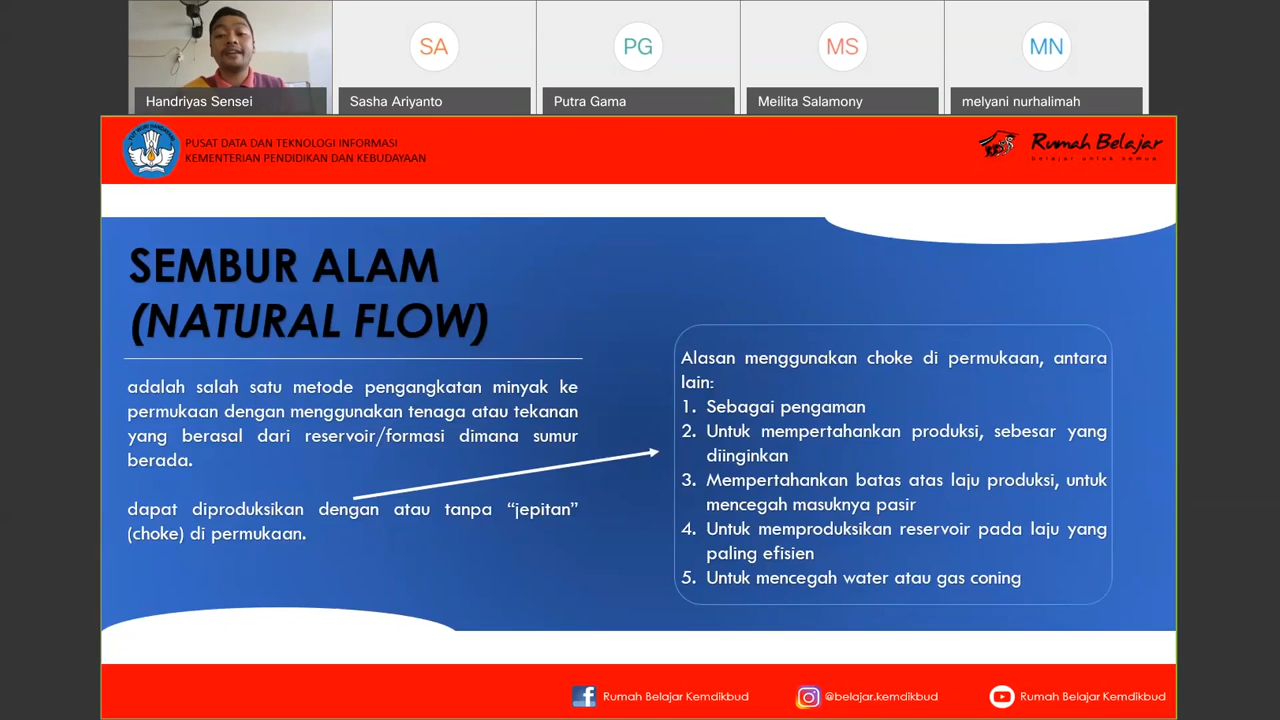 SA
PG
MS
MN
Handriyas Sensei
Sasha Ariyanto
Putra Gama
Meilita Salamony
melyani nurhalimah
PUSAT DATA DAN TEKNOLOGI INFORMASI
KEMENTERIAN PENDIDIKAN DAN KEBUDAYAAN
Rumah Belajar
belajar untuk semua
SEMBUR ALAM
(NATURAL FLOW)
adalah salah satu metode pengangkatan minyak ke
permukaan dengan menggunakan tenaga atau tekanan
yang berasal dari reservoir/formasi dimana sumur
berada.
dapat diproduksikan dengan atau tanpa “jepitan”
(choke) di permukaan.
Alasan menggunakan choke di permukaan, antara
lain:
1. Sebagai pengaman
2. Untuk mempertahankan produksi, sebesar yang
diinginkan
3. Mempertahankan batas atas laju produksi, untuk
mencegah masuknya pasir
4. Untuk memproduksikan reservoir pada laju yang
paling efisien
5. Untuk mencegah water atau gas coning
Rumah Belajar Kemdikbud
@belajar.kemdikbud
Rumah Belajar Kemdikbud